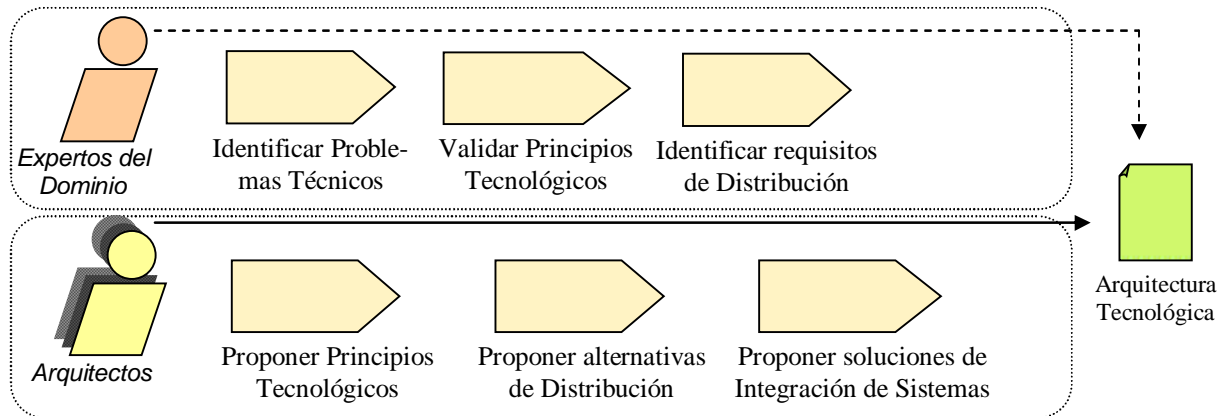 Expertos del
Dominio
Identificar Proble-
mas Técnicos
Validar Principios
Tecnológicos
Identificar requisitos
de Distribución
Arquitectos
Proponer Principios
Tecnológicos
Proponer alternativas
de Distribución
Proponer soluciones de
Integración de Sistemas
Arquitectura
Tecnológica